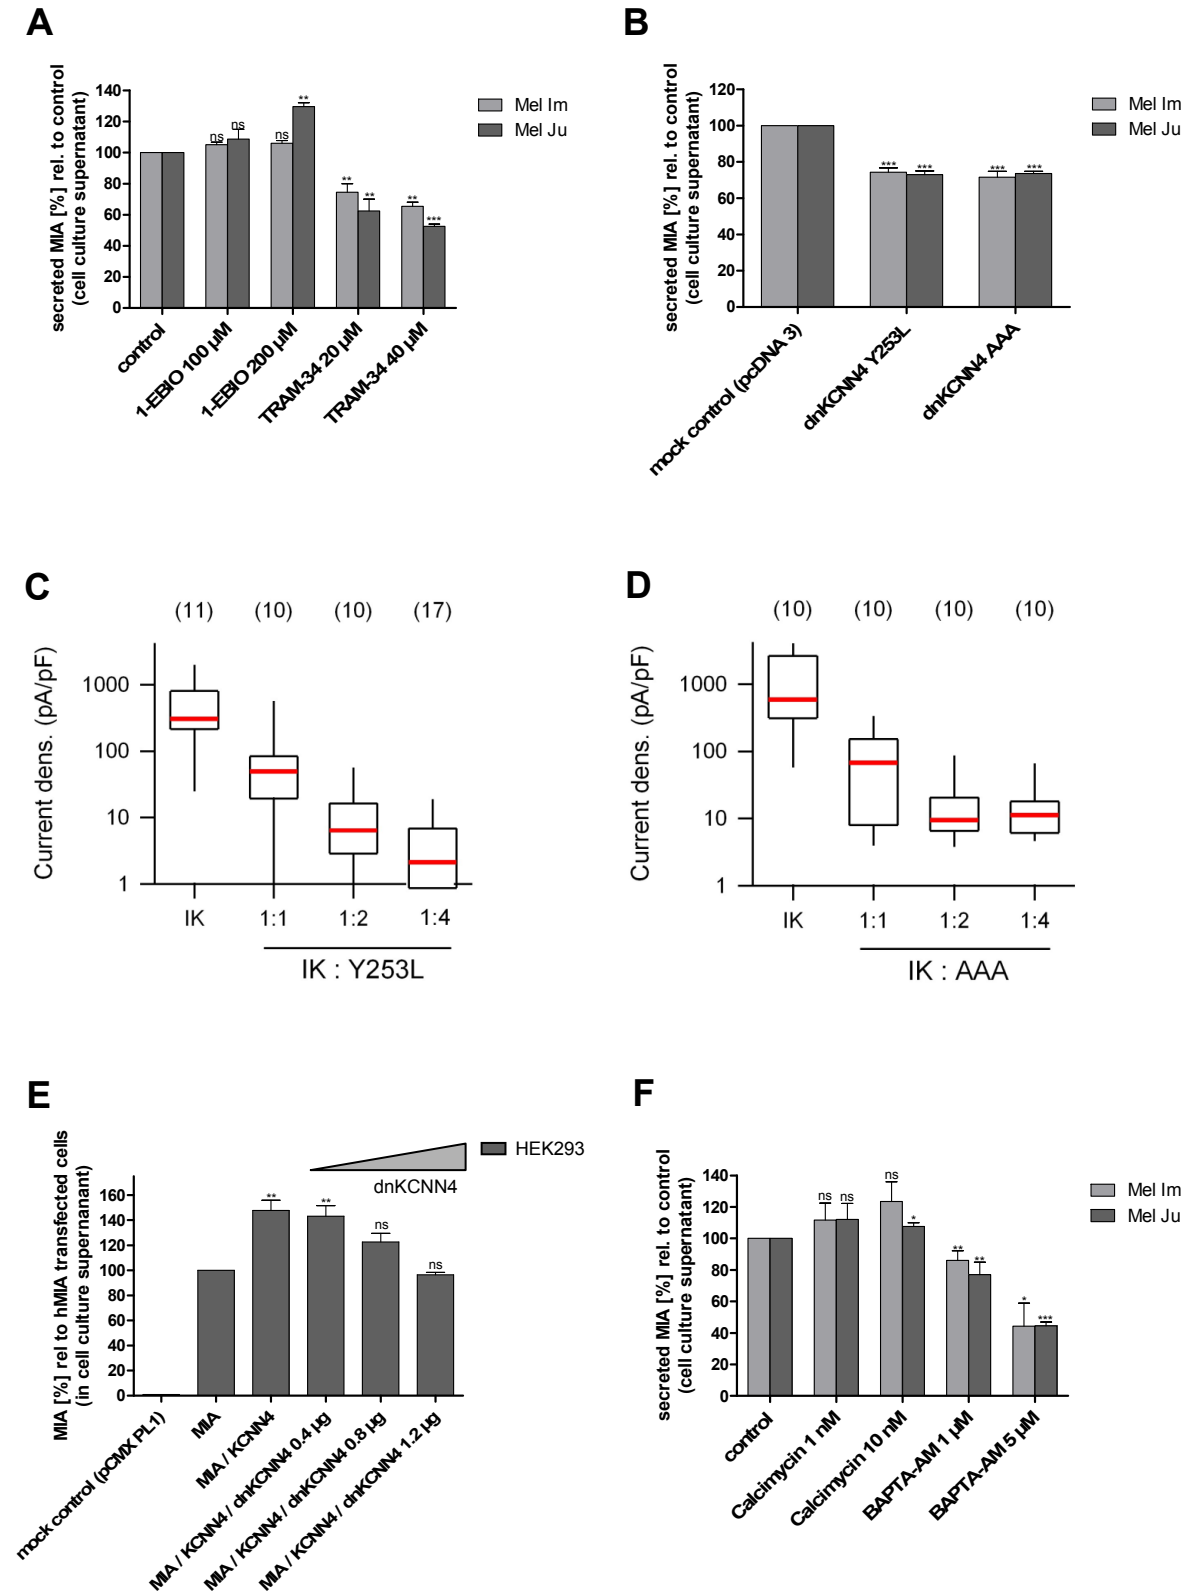 A
secreted MIA [%] rel. to control
(cell culture supernatant)
140
120
100
80
60
40
20
0
ns
ns
ns
**
**
**
**
***
Mel Im
Mel Ju
control
1-EBIO 100 µM
1-EBIO 200 µM
TRAM-34 20 µM
TRAM-34 40 µM
B
secreted MIA [%] rel. to control
(cell culture supernatant)
120
100
80
60
40
20
0
***
***
***
***
Mel Im
Mel Ju
mock control (pcDNA 3)
dnKCNN4 Y253L
dnKCNN4 AAA
C
(11) (10) (10) (17)
Current dens. (pA/pF)
1000
100
10
1
IK 1:1 1:2 1:4
IK : Y253L
D
(10) (10) (10) (10)
Current dens. (pA/pF)
1000
100
10
1
IK 1:1 1:2 1:4
IK : AAA
E
MIA [%] rel to hMIA transfected cells
(in cell culture supernanant)
160
140
120
100
80
60
40
20
0
**
**
ns
ns
dnKCNN4
HEK293
mock control (pCMX PL1)
MIA
MIA / KCNN4
MIA / KCNN4 / dnKCNN4 0.4 µg
MIA / KCNN4 / dnKCNN4 0.8 µg
MIA / KCNN4 / dnKCNN4 1.2 µg
F
secreted MIA [%] rel. to control
(cell culture supernatant)
140
120
100
80
60
40
20
0
ns
ns
ns
*
**
**
*
***
Mel Im
Mel Ju
control
Calcimycin 1 nM
Calcimycin 10 nM
BAPTA-AM 1 µM
BAPTA-AM 5 µM